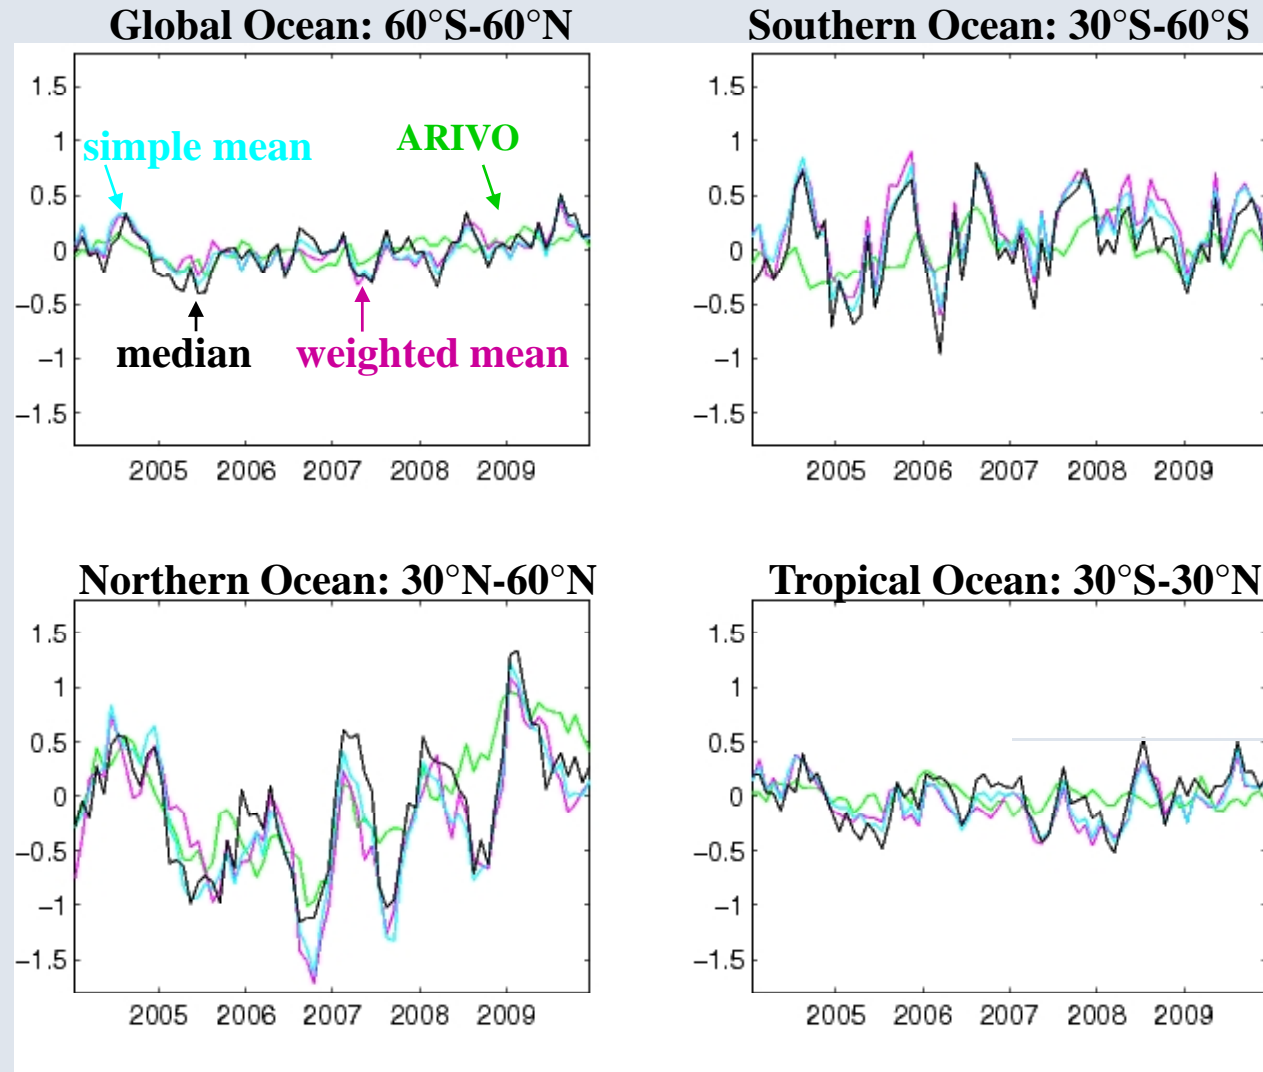 Global Ocean: 60°S-60°N
1.5
1
0.5
0
−0.5
−1
−1.5
simple mean
ARIVO
median
weighted mean
2005 2006 2007 2008 2009
Southern Ocean: 30°S-60°S
1.5
1
0.5
0
−0.5
−1
−1.5
2005 2006 2007 2008 2009
Northern Ocean: 30°N-60°N
1.5
1
0.5
0
−0.5
−1
−1.5
2005 2006 2007 2008 2009
Tropical Ocean: 30°S-30°N
1.5
1
0.5
0
−0.5
−1
−1.5
2005 2006 2007 2008 2009